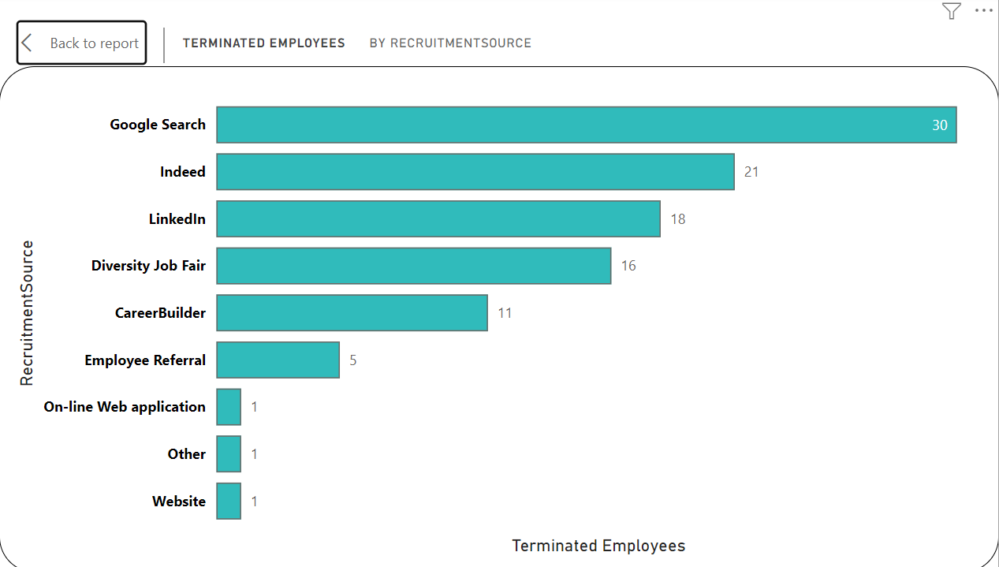 Back to report
TERMINATED EMPLOYEES BY RECRUITMENTSOURCE
RecruitmentSource
Google Search 30
Indeed 21
LinkedIn 18
Diversity Job Fair 16
CareerBuilder 11
Employee Referral 5
On-line Web application 1
Other 1
Website 1
Terminated Employees